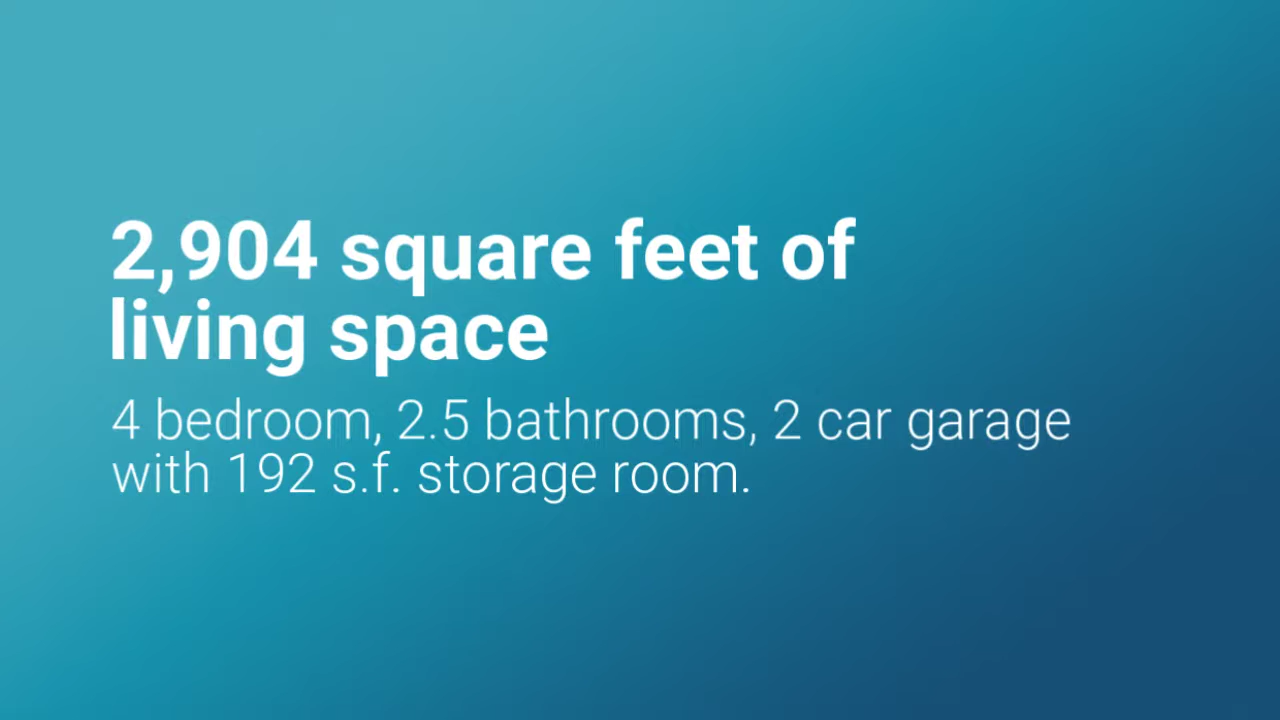 2,904 square feet of
living space
4 bedroom, 2.5 bathrooms, 2 car garage
with 192 s.f. storage room.